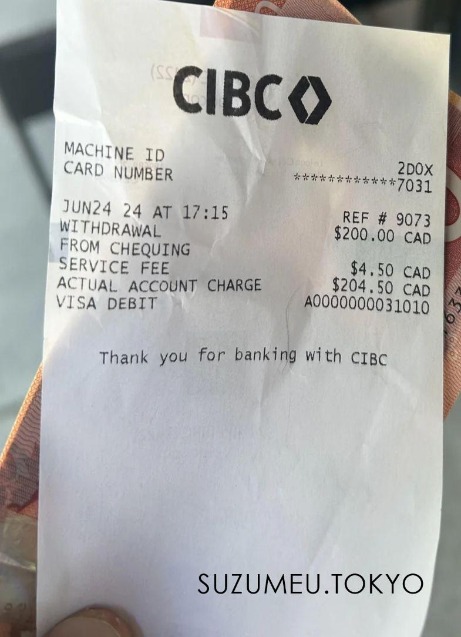 CIBC
MACHINE ID 2DOX
CARD NUMBER ************7031
JUN24 24 AT 17:15 REF # 9073
WITHDRAWAL $200.00 CAD
FROM CHEQUING
SERVICE FEE $4.50 CAD
ACTUAL ACCOUNT CHARGE $204.50 CAD
VISA DEBIT A0000000031010
Thank you for banking with CIBC
SUZUMEU.TOKYO